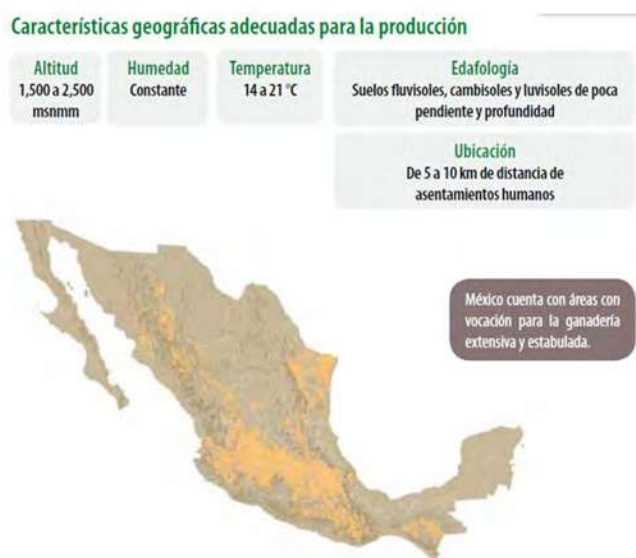 Características geográficas adecuadas para la producción
Altitud
1,500 a 2,500
msnmm
Humedad
Constante
Temperatura
14 a 21 °C
Edafología
Suelos fluvisoles, cambisoles y luvisoles de poca
pendiente y profundidad
Ubicación
De 5 a 10 km de distancia de
asentamientos humanos
México cuenta con áreas con
vocación para la ganadería
extensiva y estabulada.